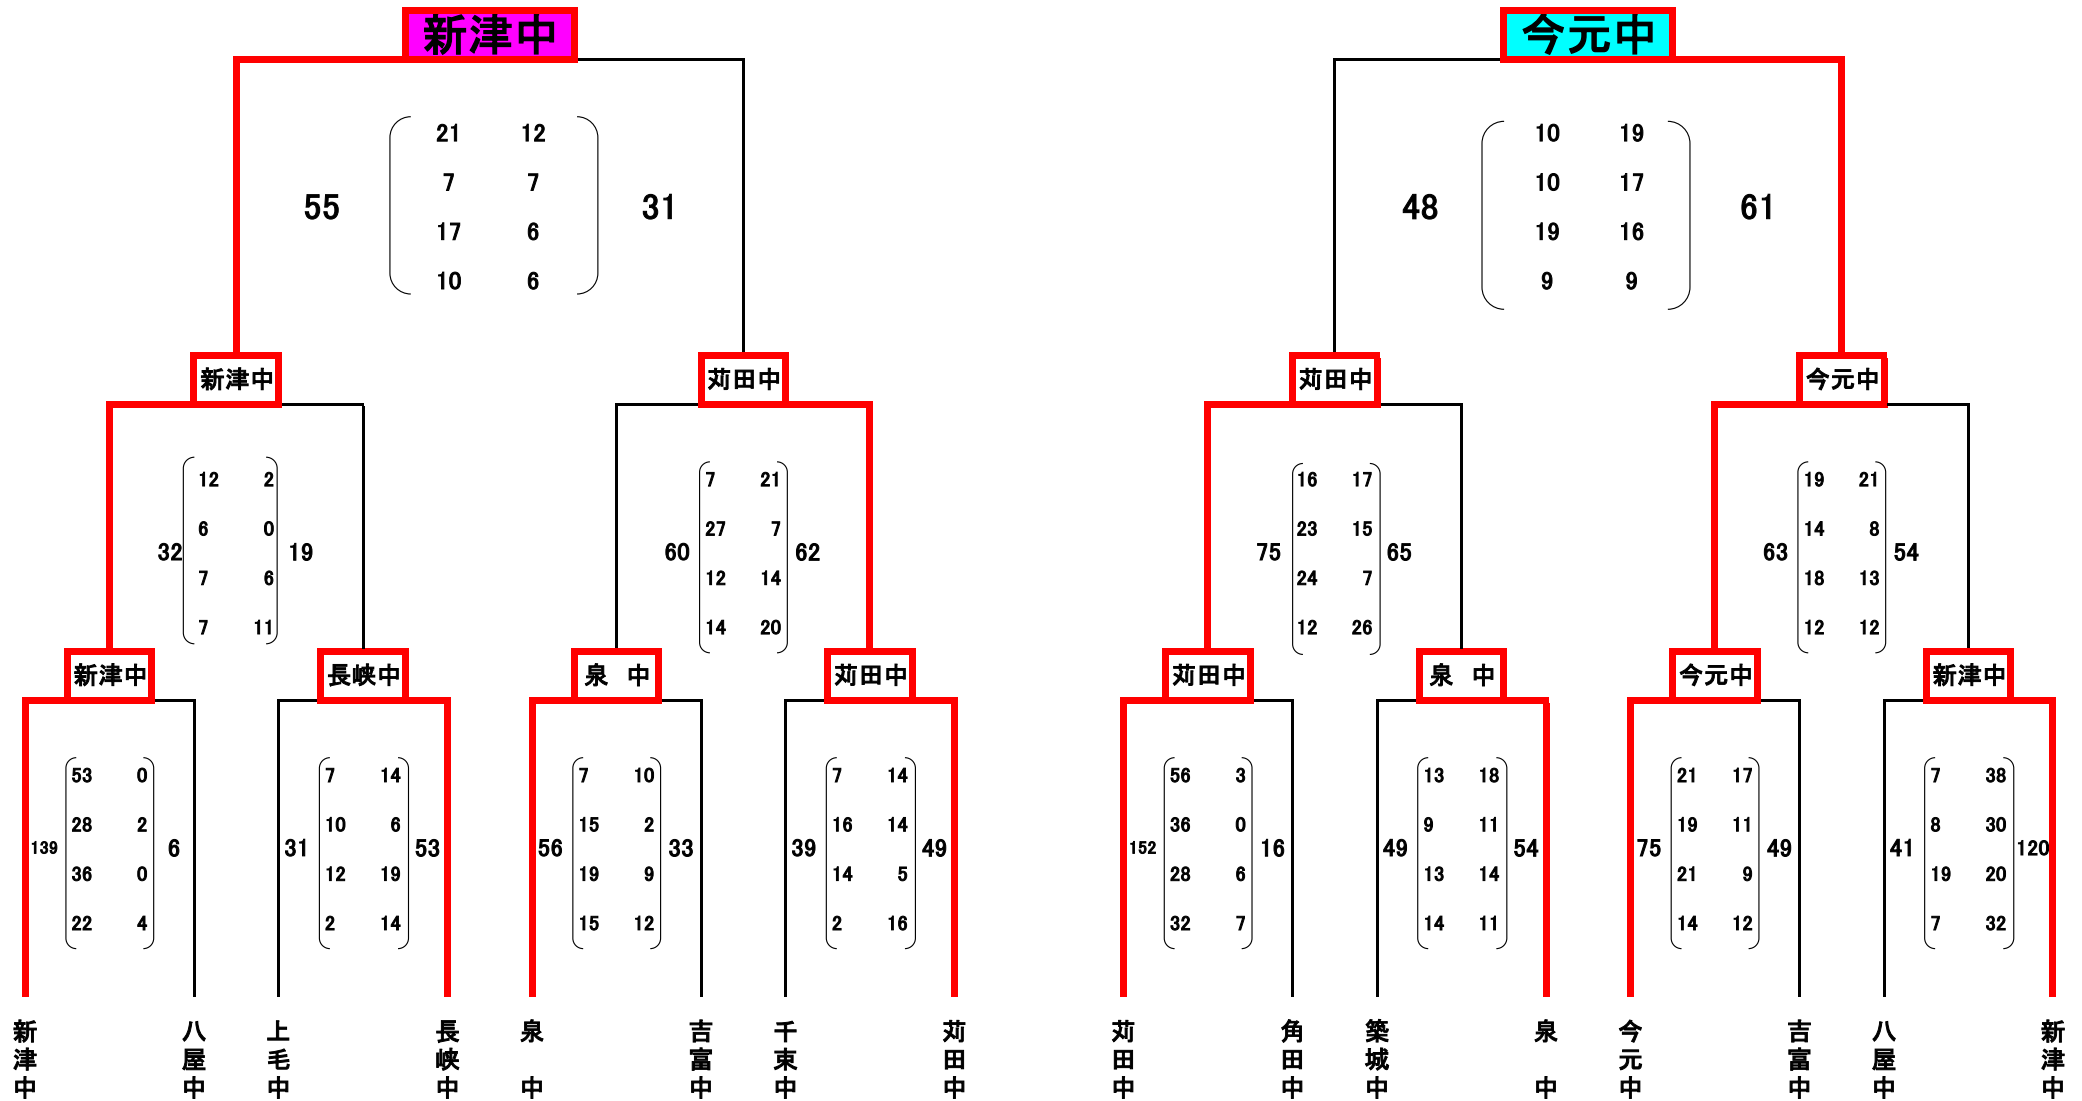 新津中 今元中
21 12 10 19
7 7 10 17
55 31 48 61
17 6 19 16
10 6 9 9
新津中 苅田中 苅田中 今元中
12 2 7 21 16 17 19 21
6 0 27 7 23 15 14 8
32 19 60 62 75 65 63 54
7 6 12 14 24 7 18 13
7 11 14 20 12 26 12 12
新津中 長峡中 泉 中 苅田中 苅田中 泉 中 今元中 新津中
53 0 7 14 7 10 7 14 56 3 13 18 21 17 7 38
28 2 10 6 15 2 16 14 36 0 9 11 19 11 8 30
139 6 31 53 56 33 39 49 152 16 49 54 75 49 41 120
36 0 12 19 19 9 14 5 28 6 13 14 21 9 19 20
22 4 2 14 15 12 2 16 32 7 14 11 14 12 7 32
新津中
八屋中
上毛中
長峡中
泉 中
吉富中
千束中
苅田中
苅田中
角田中
築城中
泉 中
今元中
吉富中
八屋中
新津中